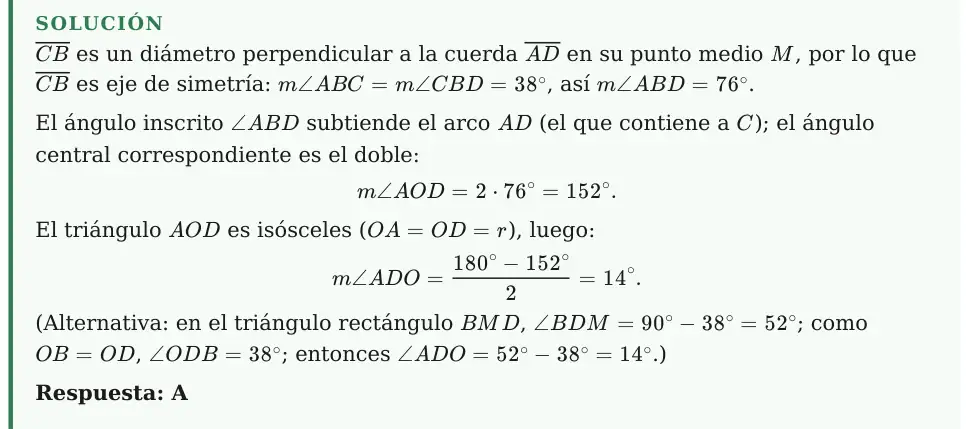 SOLUCIÓN
CB es un diámetro perpendicular a la cuerda AD en su punto medio M, por lo que
CB es eje de simetría: m∠ABC = m∠CBD = 38°, así m∠ABD = 76°.
El ángulo inscrito ∠ABD subtiende el arco AD (el que contiene a C); el ángulo
central correspondiente es el doble:
m∠AOD = 2 · 76° = 152°.
El triángulo AOD es isósceles (OA = OD = r), luego:
m∠ADO = (180° − 152°)/2 = 14°.
(Alternativa: en el triángulo rectángulo BMD, ∠BDM = 90° − 38° = 52°; como
OB = OD, ∠ODB = 38°; entonces ∠ADO = 52° − 38° = 14°.)
Respuesta: A